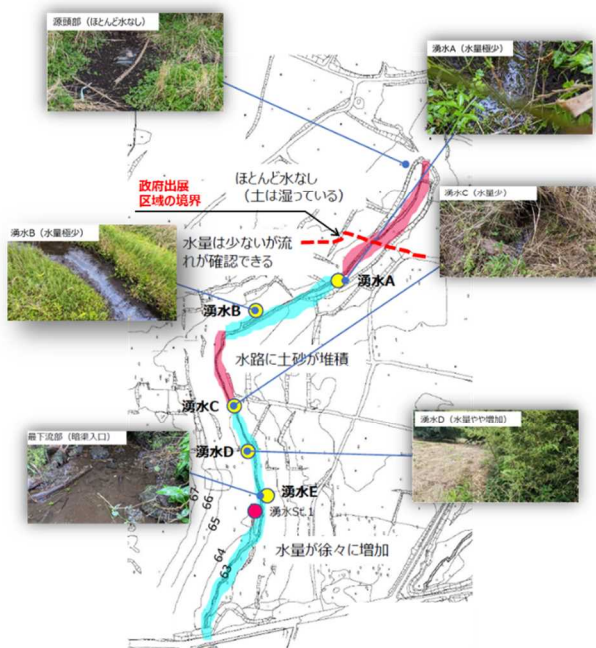 源頭部（ほとんど水なし）
湧水A（水量極少）
政府出展
区域の境界
ほとんど水なし
（土は湿っている）
湧水C（水量少）
湧水B（水量極少）
水量は少ないが流
れが確認できる
湧水A
湧水B
水路に土砂が堆積
湧水C
湧水D（水量やや増加）
最下流部（暗渠入口）
湧水D
湧水E
湧水St.1
67
66
65
64
63
水量が徐々に増加